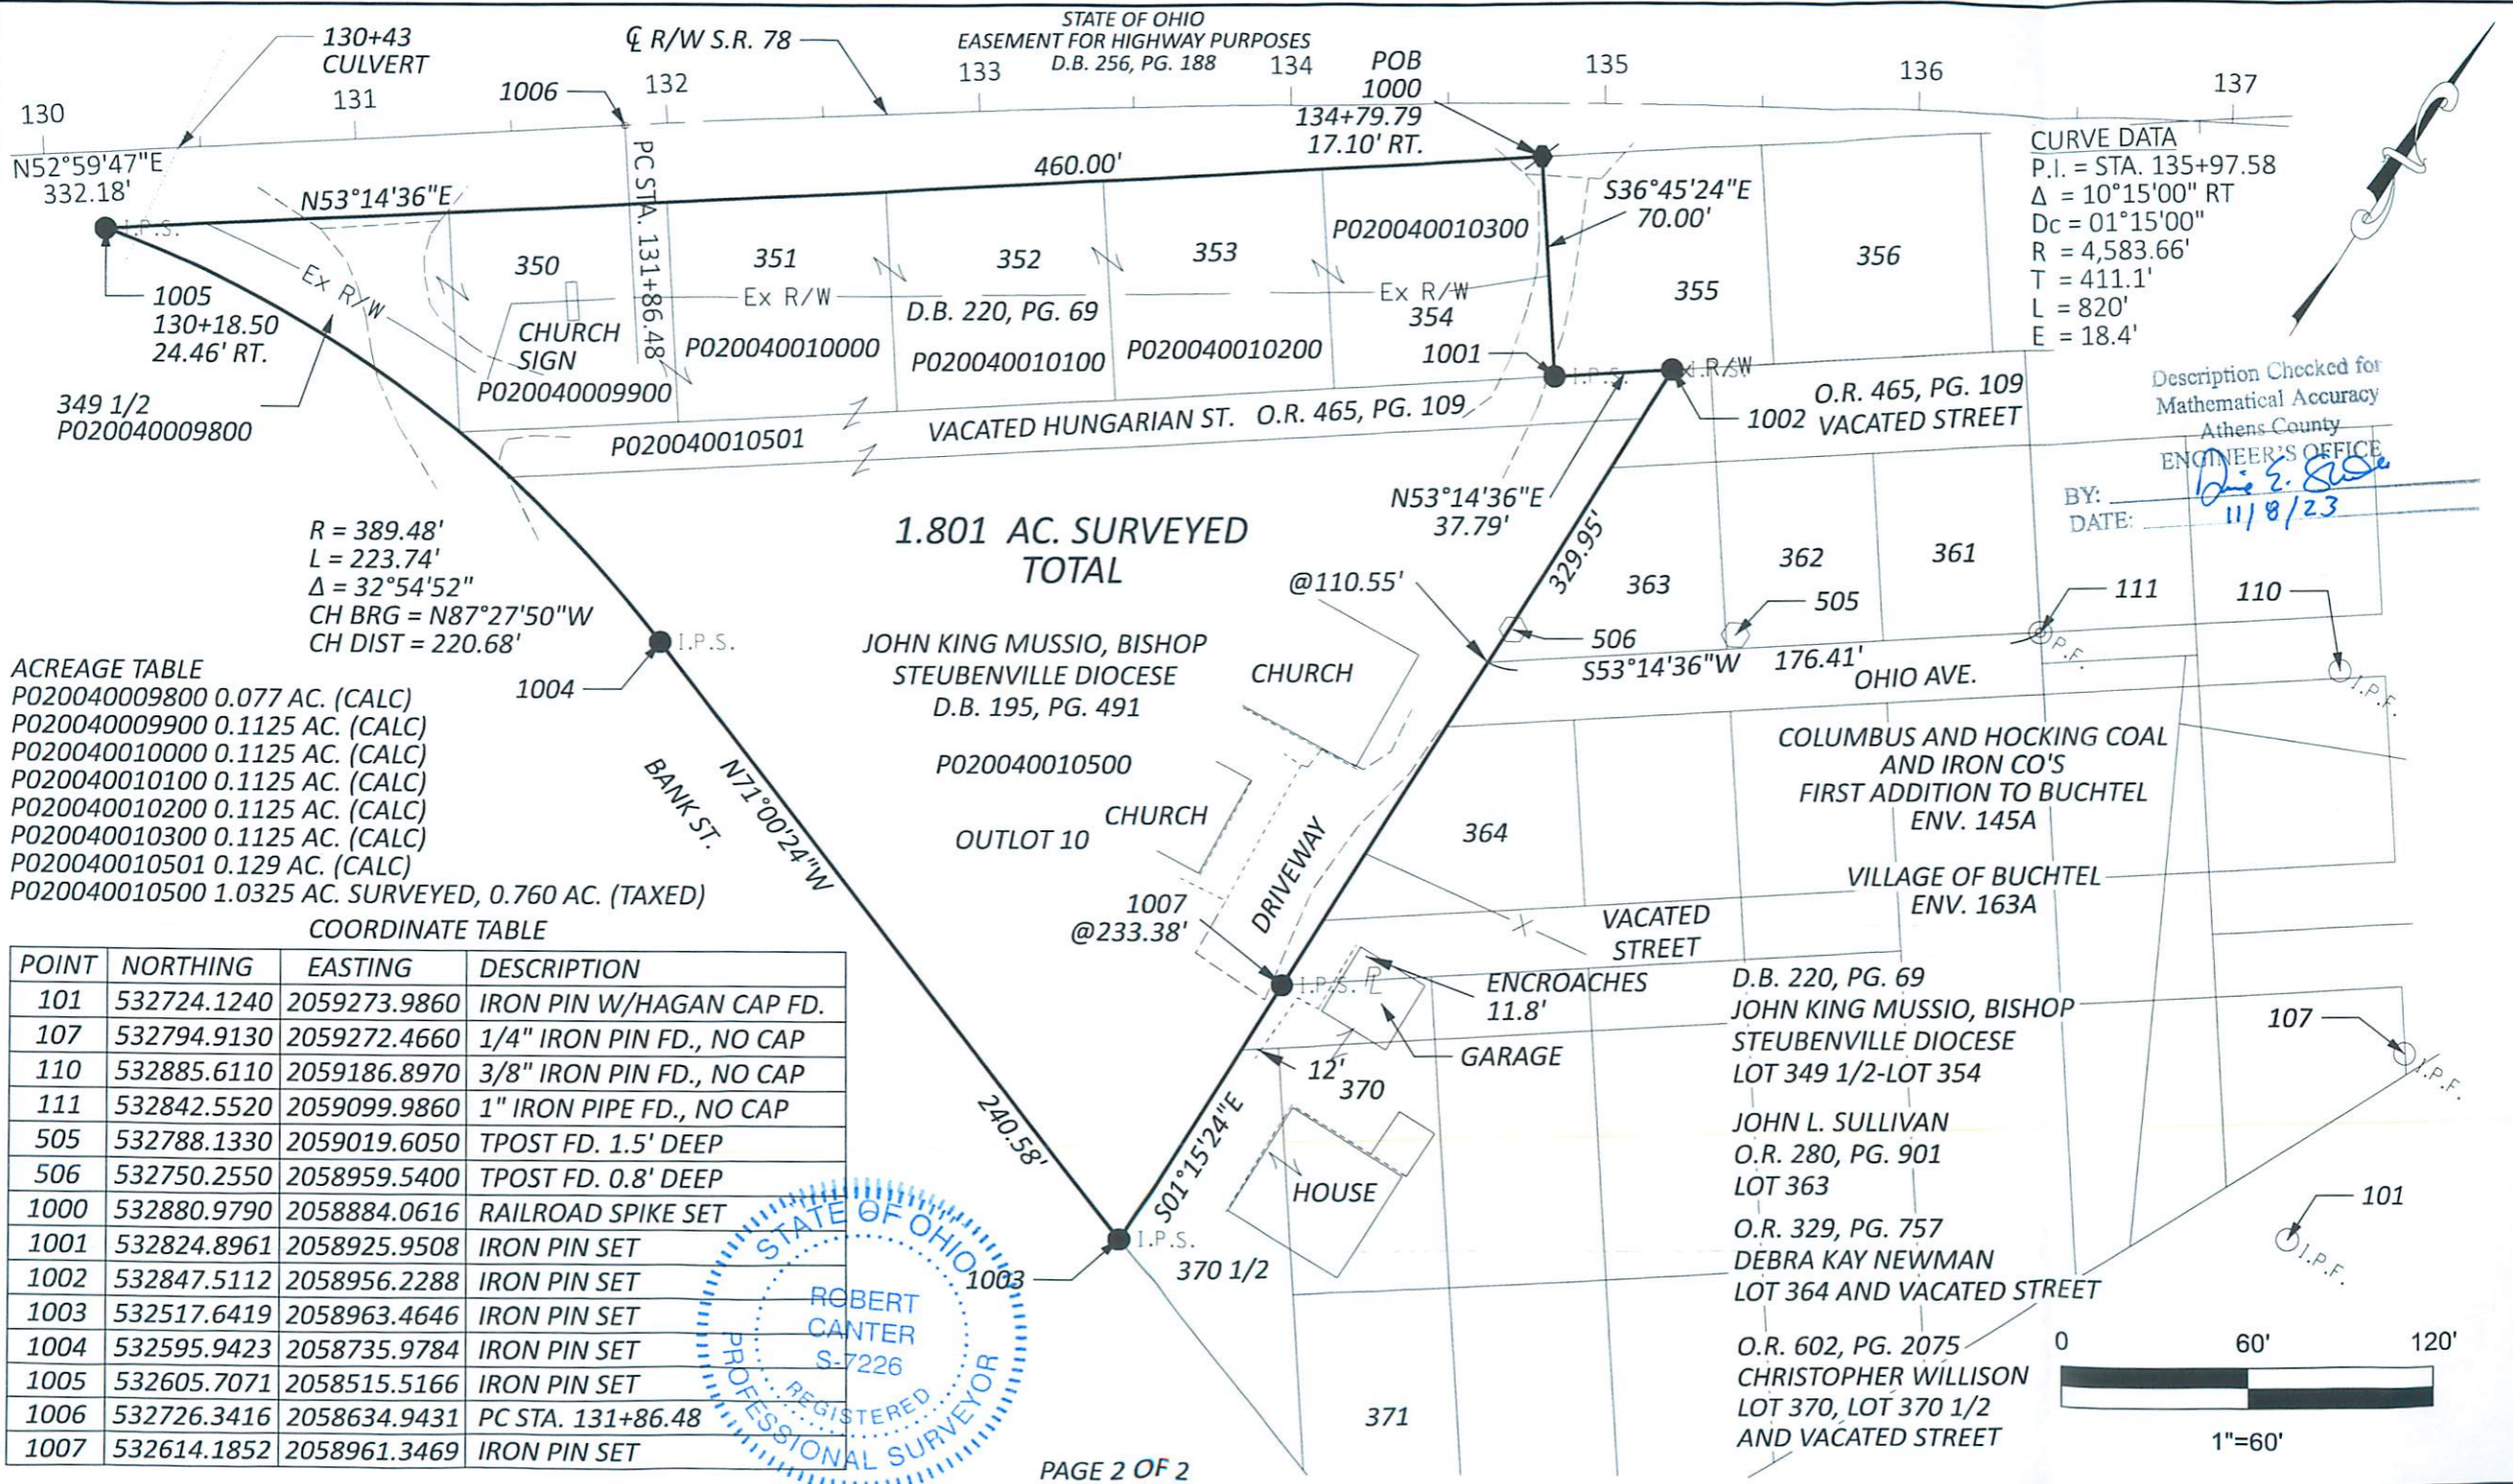 STATE OF OHIO
EASEMENT FOR HIGHWAY PURPOSES
D.B. 256, PG. 188
130+43
CULVERT
℄ R/W S.R. 78
1006
130
131
132
133
134
135
136
137
POB
1000
134+79.79
17.10' RT.
N52°59'47"E
332.18'
N53°14'36"E
460.00'
PC STA. 131+86.48
S36°45'24"E
70.00'
CURVE DATA
P.I. = STA. 135+97.58
Δ = 10°15'00" RT
Dc = 01°15'00"
R = 4,583.66'
T = 411.1'
L = 820'
E = 18.4'
I.P.S.
1005
130+18.50
24.46' RT.
Ex R/W
350
CHURCH
SIGN
P020040009900
351
Ex R/W
P020040010000
352
D.B. 220, PG. 69
P020040010100
353
P020040010200
P020040010300
Ex R/W
354
355
356
1001
I.P.S.
I.R/W
1002
O.R. 465, PG. 109
VACATED STREET
349 1/2
P020040009800
P020040010501
VACATED HUNGARIAN ST. O.R. 465, PG. 109
Description Checked for
Mathematical Accuracy
Athens County
ENGINEER'S OFFICE
BY:
DATE: 11/8/23
R = 389.48'
L = 223.74'
Δ = 32°54'52"
CH BRG = N87°27'50"W
CH DIST = 220.68'
1.801 AC. SURVEYED
TOTAL
N53°14'36"E
37.79'
329.95'
@110.55'
363
362
361
505
506
111
110
I.P.F.
P.F.
S53°14'36"W 176.41'
OHIO AVE.
I.P.S.
1004
JOHN KING MUSSIO, BISHOP
STEUBENVILLE DIOCESE
D.B. 195, PG. 491
CHURCH
P020040010500
OUTLOT 10
CHURCH
BANK ST.
N71°00'24"W
240.58'
DRIVEWAY
364
COLUMBUS AND HOCKING COAL
AND IRON CO'S
FIRST ADDITION TO BUCHTEL
ENV. 145A
VILLAGE OF BUCHTEL
ENV. 163A
ACREAGE TABLE
P020040009800 0.077 AC. (CALC)
P020040009900 0.1125 AC. (CALC)
P020040010000 0.1125 AC. (CALC)
P020040010100 0.1125 AC. (CALC)
P020040010200 0.1125 AC. (CALC)
P020040010300 0.1125 AC. (CALC)
P020040010501 0.129 AC. (CALC)
P020040010500 1.0325 AC. SURVEYED, 0.760 AC. (TAXED)
1007
@233.38'
I.P.S.
PL
VACATED
STREET
ENCROACHES
11.8'
GARAGE
12'
370
S01°15'24"E
HOUSE
I.P.S.
1003
370 1/2
371
COORDINATE TABLE
POINT NORTHING EASTING DESCRIPTION
101 532724.1240 2059273.9860 IRON PIN W/HAGAN CAP FD.
107 532794.9130 2059272.4660 1/4" IRON PIN FD., NO CAP
110 532885.6110 2059186.8970 3/8" IRON PIN FD., NO CAP
111 532842.5520 2059099.9860 1" IRON PIPE FD., NO CAP
505 532788.1330 2059019.6050 TPOST FD. 1.5' DEEP
506 532750.2550 2058959.5400 TPOST FD. 0.8' DEEP
1000 532880.9790 2058884.0616 RAILROAD SPIKE SET
1001 532824.8961 2058925.9508 IRON PIN SET
1002 532847.5112 2058956.2288 IRON PIN SET
1003 532517.6419 2058963.4646 IRON PIN SET
1004 532595.9423 2058735.9784 IRON PIN SET
1005 532605.7071 2058515.5166 IRON PIN SET
1006 532726.3416 2058634.9431 PC STA. 131+86.48
1007 532614.1852 2058961.3469 IRON PIN SET
STATE OF OHIO
ROBERT
CANTER
S-7226
REGISTERED
PROFESSIONAL SURVEYOR
D.B. 220, PG. 69
JOHN KING MUSSIO, BISHOP
STEUBENVILLE DIOCESE
LOT 349 1/2-LOT 354
JOHN L. SULLIVAN
O.R. 280, PG. 901
LOT 363
O.R. 329, PG. 757
DEBRA KAY NEWMAN
LOT 364 AND VACATED STREET
O.R. 602, PG. 2075
CHRISTOPHER WILLISON
LOT 370, LOT 370 1/2
AND VACATED STREET
107
I.P.F.
101
I.P.F.
0 60' 120'
1"=60'
PAGE 2 OF 2